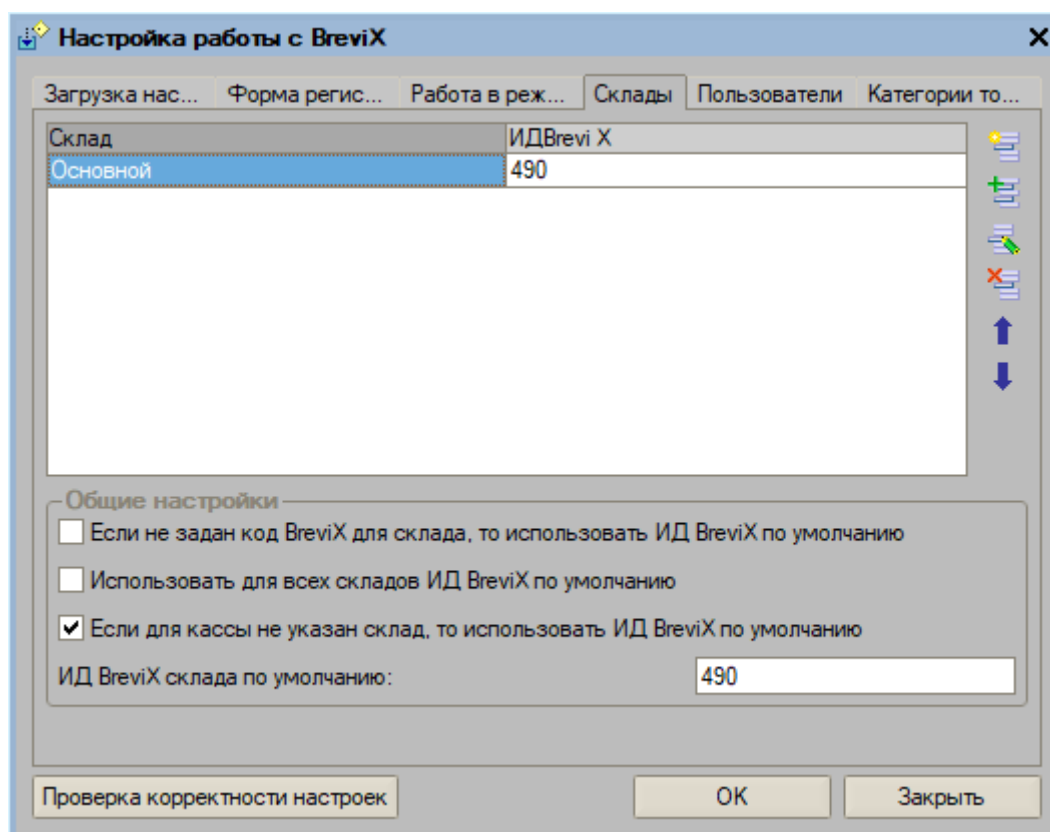 Настройка работы с BreviX
Загрузка нас... Форма регис... Работа в реж... Склады Пользователи Категории то...
Склад ИДBrevi X
Основной 490
Общие настройки
Если не задан код BreviX для склада, то использовать ИД BreviX по умолчанию
Использовать для всех складов ИД BreviX по умолчанию
Если для кассы не указан склад, то использовать ИД BreviX по умолчанию
ИД BreviX склада по умолчанию: 490
Проверка корректности настроек OK Закрыть